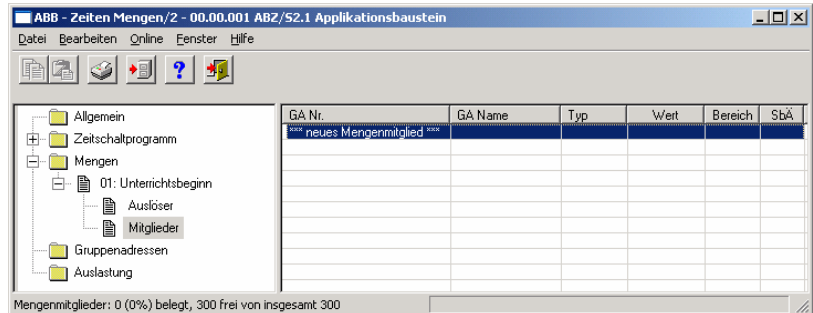 ABB - Zeiten Mengen/2 - 00.00.001 ABZ/S2.1 Applikationsbaustein
Datei Bearbeiten Online Fenster Hilfe
Allgemein
Zeitschaltprogramm
Mengen
01: Unterrichtsbeginn
Auslöser
Mitglieder
Gruppenadressen
Auslastung
GA Nr. GA Name Typ Wert Bereich SbÄ
*** neues Mengenmitglied ***
Mengenmitglieder: 0 (0%) belegt, 300 frei von insgesamt 300